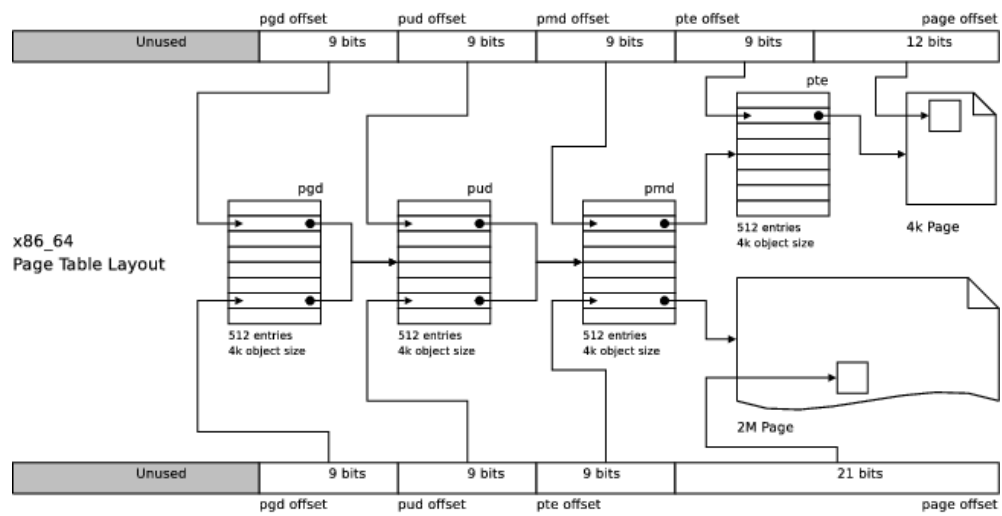 pgd offset pud offset pmd offset pte offset page offset
Unused 9 bits 9 bits 9 bits 9 bits 12 bits
pte
pgd pud pmd
512 entries
4k object size
4k Page
x86_64
Page Table Layout
512 entries
4k object size
512 entries
4k object size
512 entries
4k object size
2M Page
Unused 9 bits 9 bits 9 bits 21 bits
pgd offset pud offset pte offset page offset